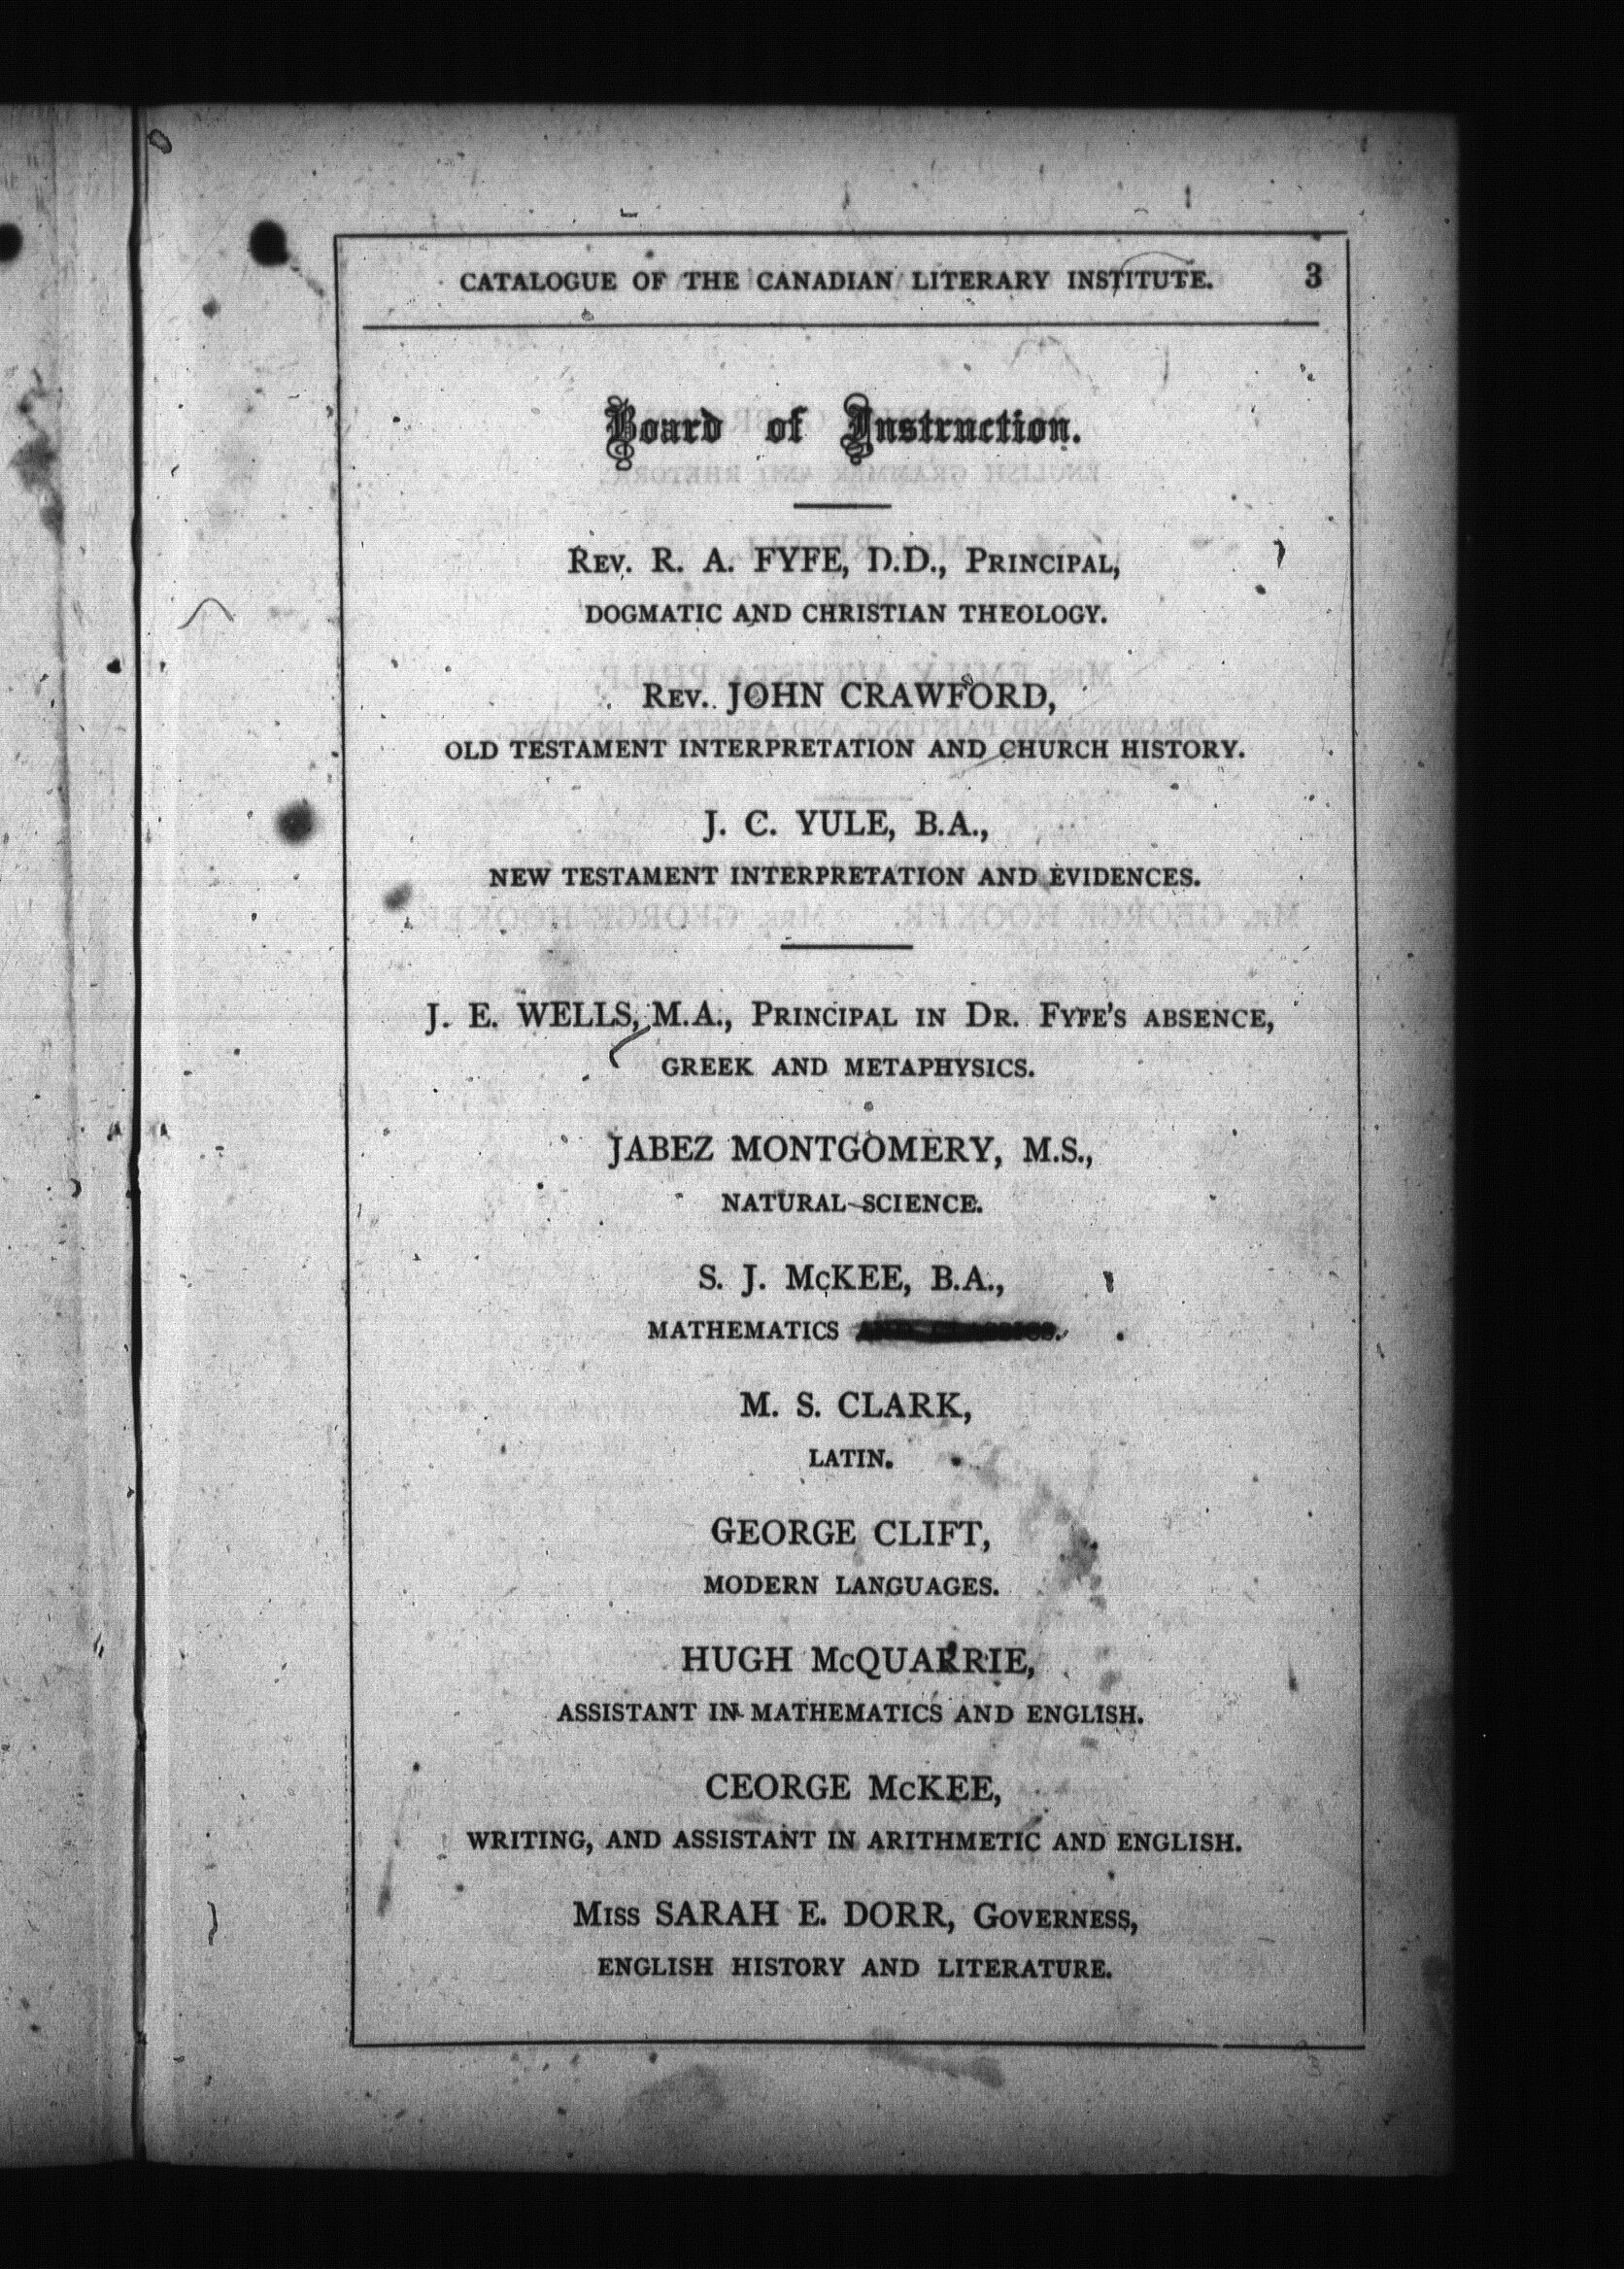 CATALOGUE OF THE CANADIAN LITERARY INSTITUTE. 3
Board of Instruction.
REV. R. A. FYFE, D.D., PRINCIPAL,
DOGMATIC AND CHRISTIAN THEOLOGY.
REV. JOHN CRAWFORD,
OLD TESTAMENT INTERPRETATION AND CHURCH HISTORY.
J. C. YULE, B.A.,
NEW TESTAMENT INTERPRETATION AND EVIDENCES.
J. E. WELLS, M.A., PRINCIPAL IN DR. FYFE'S ABSENCE,
GREEK AND METAPHYSICS.
JABEZ MONTGOMERY, M.S.,
NATURAL SCIENCE.
S. J. McKEE, B.A.,
MATHEMATICS
M. S. CLARK,
LATIN.
GEORGE CLIFT,
MODERN LANGUAGES.
HUGH McQUARRIE,
ASSISTANT IN MATHEMATICS AND ENGLISH.
CEORGE McKEE,
WRITING, AND ASSISTANT IN ARITHMETIC AND ENGLISH.
MISS SARAH E. DORR, GOVERNESS,
ENGLISH HISTORY AND LITERATURE.